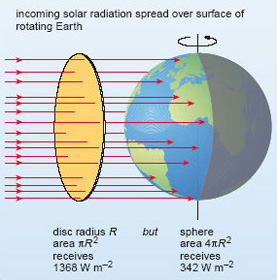 incoming solar radiation spread over surface of
rotating Earth
disc radius R but sphere
area πR² area 4πR²
receives receives
1368 W m⁻² 342 W m⁻²